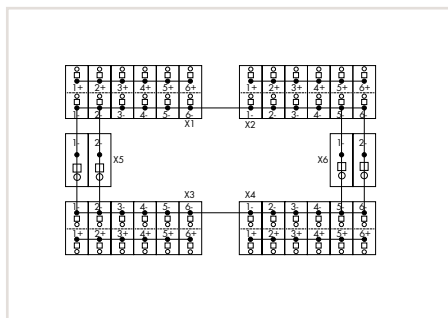 1+ 2+ 3+ 4+ 5+ 6+ 1+ 2+ 3+ 4+ 5+ 6+
1- 2- 3- 4- 5- 6- 1- 2- 3- 4- 5- 6-
X1 X2
1- 2- 1- 2-
X5 X6
X3 X4
1- 2- 3- 4- 5- 6- 1- 2- 3- 4- 5- 6-
1+ 2+ 3+ 4+ 5+ 6+ 1+ 2+ 3+ 4+ 5+ 6+